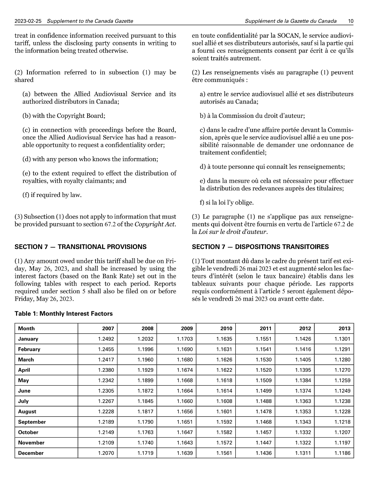 2023-02-25 Supplement to the Canada Gazette
Supplément de la Gazette du Canada 10
treat in confidence information received pursuant to this
tariff, unless the disclosing party consents in writing to
the information being treated otherwise.
(2) Information referred to in subsection (1) may be
shared
(a) between the Allied Audiovisual Service and its
authorized distributors in Canada;
(b) with the Copyright Board;
(c) in connection with proceedings before the Board,
once the Allied Audiovisual Service has had a reason-
able opportunity to request a confidentiality order;
(d) with any person who knows the information;
(e) to the extent required to effect the distribution of
royalties, with royalty claimants; and
(f) if required by law.
(3) Subsection (1) does not apply to information that must
be provided pursuant to section 67.2 of the Copyright Act.
SECTION 7 — TRANSITIONAL PROVISIONS
(1) Any amount owed under this tariff shall be due on Fri-
day, May 26, 2023, and shall be increased by using the
interest factors (based on the Bank Rate) set out in the
following tables with respect to each period. Reports
required under section 5 shall also be filed on or before
Friday, May 26, 2023.
en toute confidentialité par la SOCAN, le service audiovi-
suel allié et ses distributeurs autorisés, sauf si la partie qui
a fourni ces renseignements consent par écrit à ce qu'ils
soient traités autrement.
(2) Les renseignements visés au paragraphe (1) peuvent
être communiqués :
a) entre le service audiovisuel allié et ses distributeurs
autorisés au Canada;
b) à la Commission du droit d'auteur;
c) dans le cadre d'une affaire portée devant la Commis-
sion, après que le service audiovisuel allié a eu une pos-
sibilité raisonnable de demander une ordonnance de
traitement confidentiel;
d) à toute personne qui connaît les renseignements;
e) dans la mesure où cela est nécessaire pour effectuer
la distribution des redevances auprès des titulaires;
f) si la loi l'y oblige.
(3) Le paragraphe (1) ne s'applique pas aux renseigne-
ments qui doivent être fournis en vertu de l'article 67.2 de
la Loi sur le droit d'auteur.
SECTION 7 — DISPOSITIONS TRANSITOIRES
(1) Tout montant dû dans le cadre du présent tarif est exi-
gible le vendredi 26 mai 2023 et est augmenté selon les fac-
teurs d'intérêt (selon le taux bancaire) établis dans les
tableaux suivants pour chaque période. Les rapports
requis conformément à l'article 5 seront également dépo-
sés le vendredi 26 mai 2023 ou avant cette date.
Table 1: Monthly Interest Factors
Month 2007 2008 2009 2010 2011 2012 2013
January 1.2492 1.2032 1.1703 1.1635 1.1551 1.1426 1.1301
February 1.2455 1.1996 1.1690 1.1631 1.1541 1.1416 1.1291
March 1.2417 1.1960 1.1680 1.1626 1.1530 1.1405 1.1280
April 1.2380 1.1929 1.1674 1.1622 1.1520 1.1395 1.1270
May 1.2342 1.1899 1.1668 1.1618 1.1509 1.1384 1.1259
June 1.2305 1.1872 1.1664 1.1614 1.1499 1.1374 1.1249
July 1.2267 1.1845 1.1660 1.1608 1.1488 1.1363 1.1238
August 1.2228 1.1817 1.1656 1.1601 1.1478 1.1353 1.1228
September 1.2189 1.1790 1.1651 1.1592 1.1468 1.1343 1.1218
October 1.2149 1.1763 1.1647 1.1582 1.1457 1.1332 1.1207
November 1.2109 1.1740 1.1643 1.1572 1.1447 1.1322 1.1197
December 1.2070 1.1719 1.1639 1.1561 1.1436 1.1311 1.1186